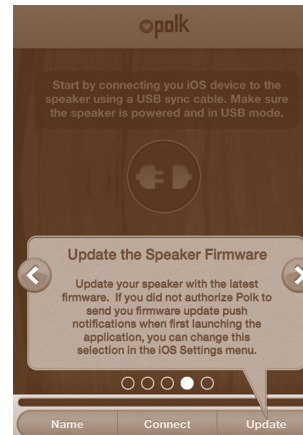 polk
Start by connecting you iOS device to the
speaker using a USB sync cable. Make sure
the speaker is powered and in USB mode.
Update the Speaker Firmware
Update your speaker with the latest
firmware. If you did not authorize Polk to
send you firmware update push
notifications when first launching the
application, you can change this
selection in the iOS Settings menu.
Name Connect Update